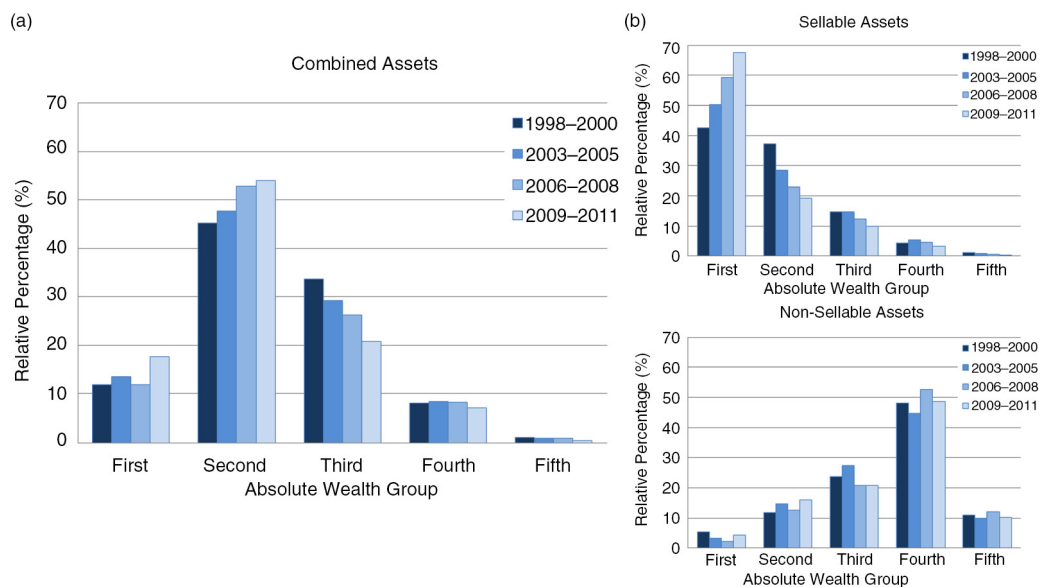 (a)
Combined Assets
Relative Percentage (%)
70
60
50
40
30
20
10
0
1998–2000
2003–2005
2006–2008
2009–2011
First Second Third Fourth Fifth
Absolute Wealth Group
(b)
Sellable Assets
Relative Percentage (%)
70
60
50
40
30
20
10
0
1998–2000
2003–2005
2006–2008
2009–2011
First Second Third Fourth Fifth
Absolute Wealth Group
Non-Sellable Assets
Relative Percentage (%)
70
60
50
40
30
20
10
0
1998–2000
2003–2005
2006–2008
2009–2011
First Second Third Fourth Fifth
Absolute Wealth Group